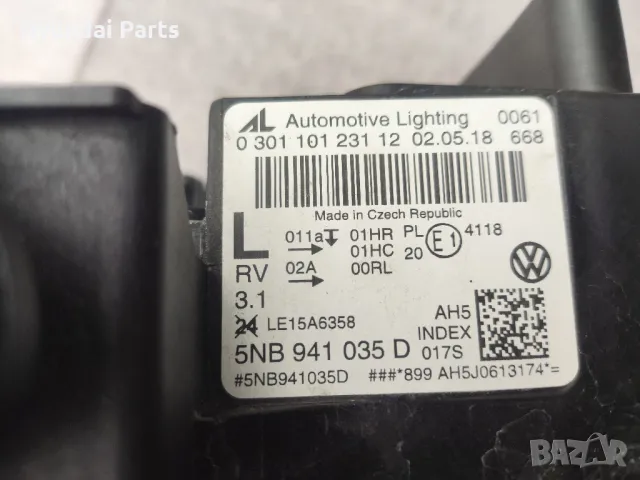 Automotive Lighting 0061
0 301 101 231 12 02.05.18 668
Made in Czech Republic
L 011a 01HR PL E1 4118
01HC 20
RV 02A 00RL
3.1
24 LE15A6358 AH5
INDEX
5NB 941 035 D 017S
#5NB941035D ###*899 AH5J0613174*=
Parts
BAZAR